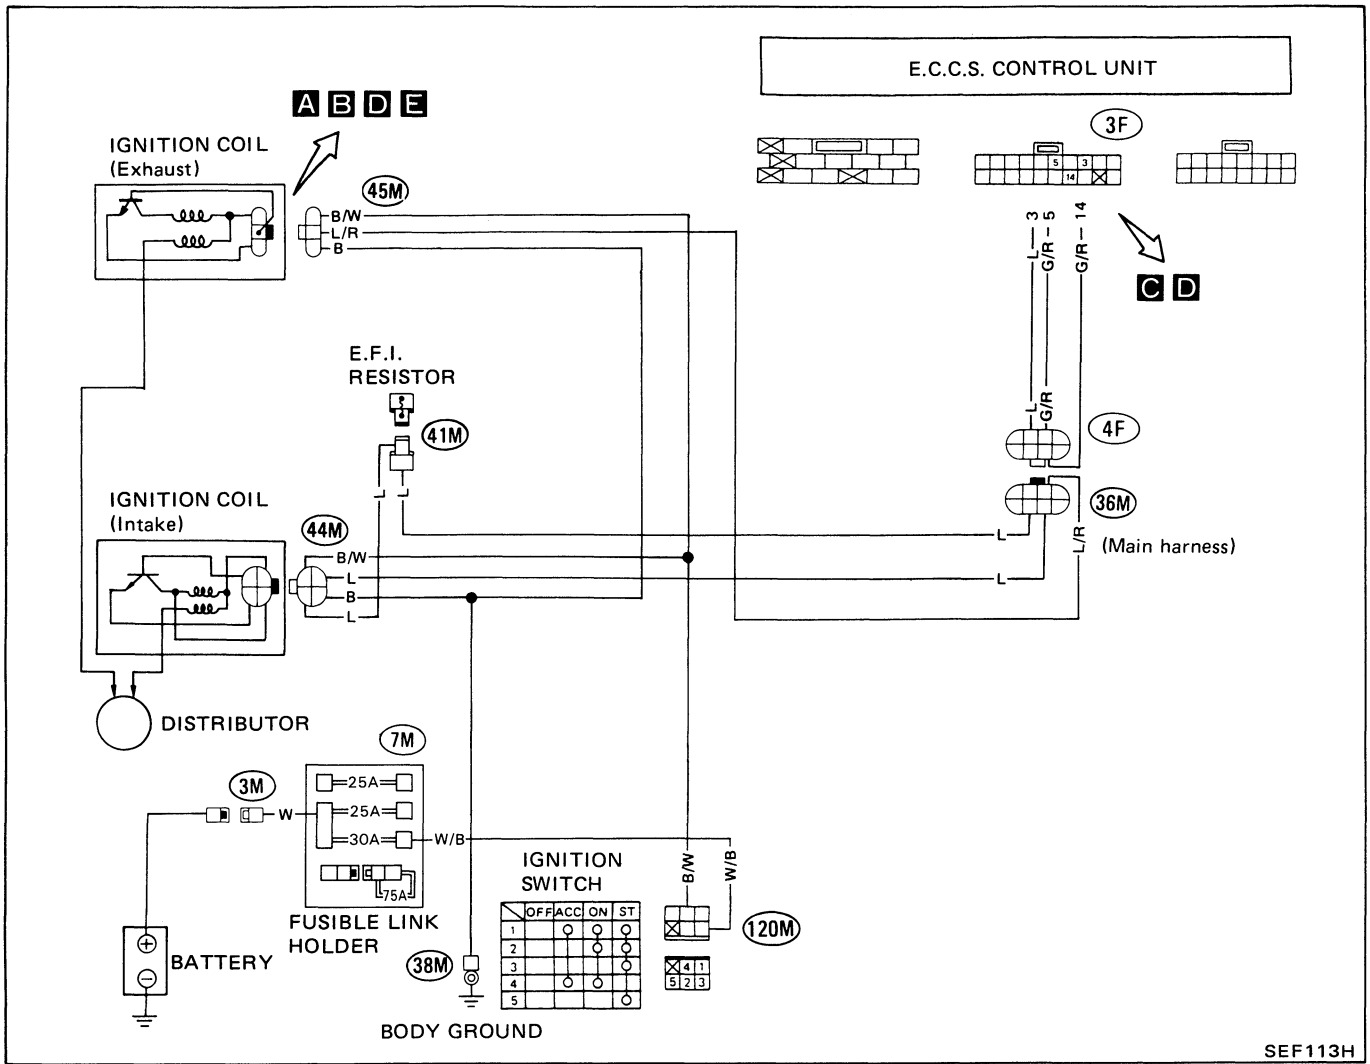 E.C.C.S. CONTROL UNIT
A B D E
3F
IGNITION COIL
(Exhaust)
5 3
14
45M
B/W
L/R
B
L 3
G/R 5
G/R 14
C D
E.F.I.
RESISTOR
41M
L
G/R
4F
L L
36M
(Main harness)
L/R
IGNITION COIL
(Intake)
44M
B/W
L
B
L
L
L
DISTRIBUTOR
7M
3M
W
25A
25A
30A
W/B
75A
FUSIBLE LINK
HOLDER
B/W
W/B
IGNITION
SWITCH
OFF ACC ON ST
1
2
3
4
5
120M
4 1
5 2 3
BATTERY
38M
BODY GROUND
SEF113H